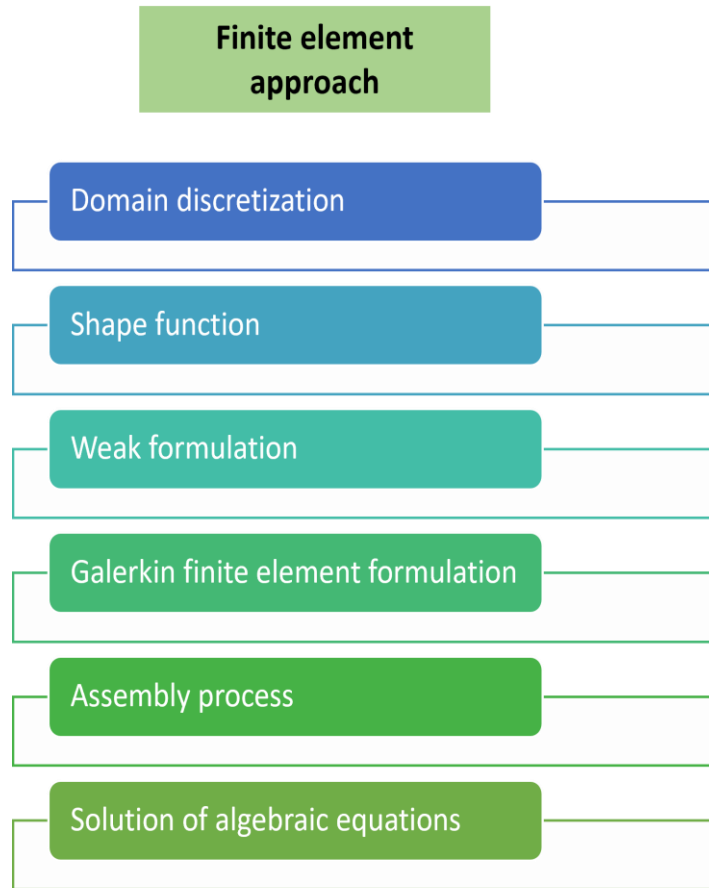 Finite element
approach
Domain discretization
Shape function
Weak formulation
Galerkin finite element formulation
Assembly process
Solution of algebraic equations